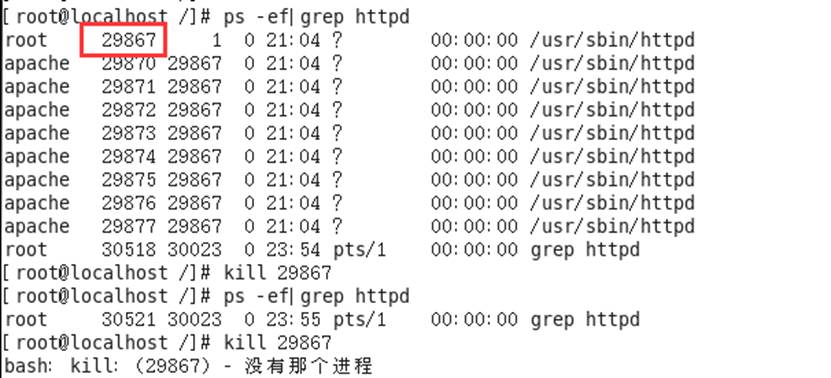 [root@localhost /]# ps -ef|grep httpd
root 29867 1 0 21:04 ? 00:00:00 /usr/sbin/httpd
apache 29870 29867 0 21:04 ? 00:00:00 /usr/sbin/httpd
apache 29871 29867 0 21:04 ? 00:00:00 /usr/sbin/httpd
apache 29872 29867 0 21:04 ? 00:00:00 /usr/sbin/httpd
apache 29873 29867 0 21:04 ? 00:00:00 /usr/sbin/httpd
apache 29874 29867 0 21:04 ? 00:00:00 /usr/sbin/httpd
apache 29875 29867 0 21:04 ? 00:00:00 /usr/sbin/httpd
apache 29876 29867 0 21:04 ? 00:00:00 /usr/sbin/httpd
apache 29877 29867 0 21:04 ? 00:00:00 /usr/sbin/httpd
root 30518 30023 0 23:54 pts/1 00:00:00 grep httpd
[root@localhost /]# kill 29867
[root@localhost /]# ps -ef|grep httpd
root 30521 30023 0 23:55 pts/1 00:00:00 grep httpd
[root@localhost /]# kill 29867
bash: kill: (29867) - 没有那个进程